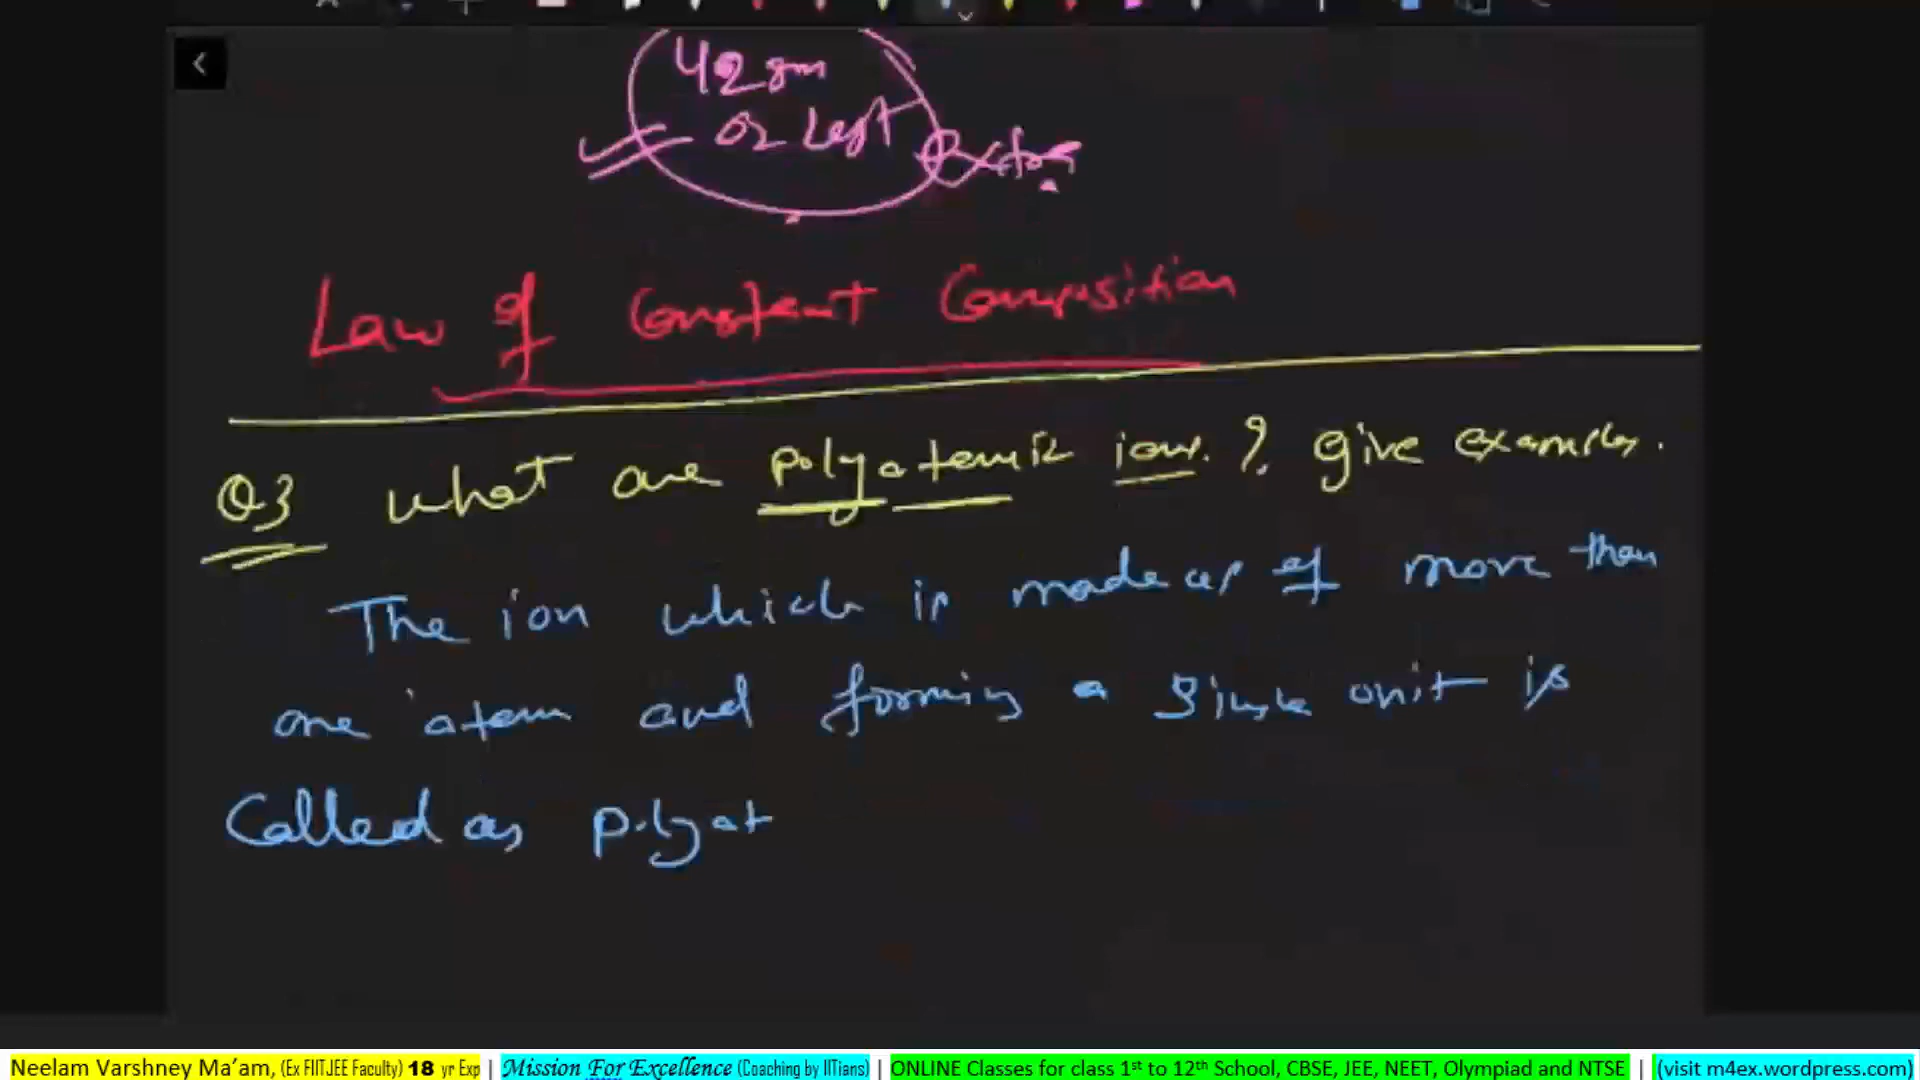 42 gm
or left
extra
Law of Constant Composition
Q3 What are polyatomic ions. ? give examples.
The ion which is made up of more than
one atom and forming a single unit is
Called as polyat
Neelam Varshney Ma’am, (Ex FIITJEE Faculty) 18 yr Exp | Mission For Excellence (Coaching by IITians) | ONLINE Classes for class 1st to 12th School, CBSE, JEE, NEET, Olympiad and NTSE | (visit m4ex.wordpress.com)